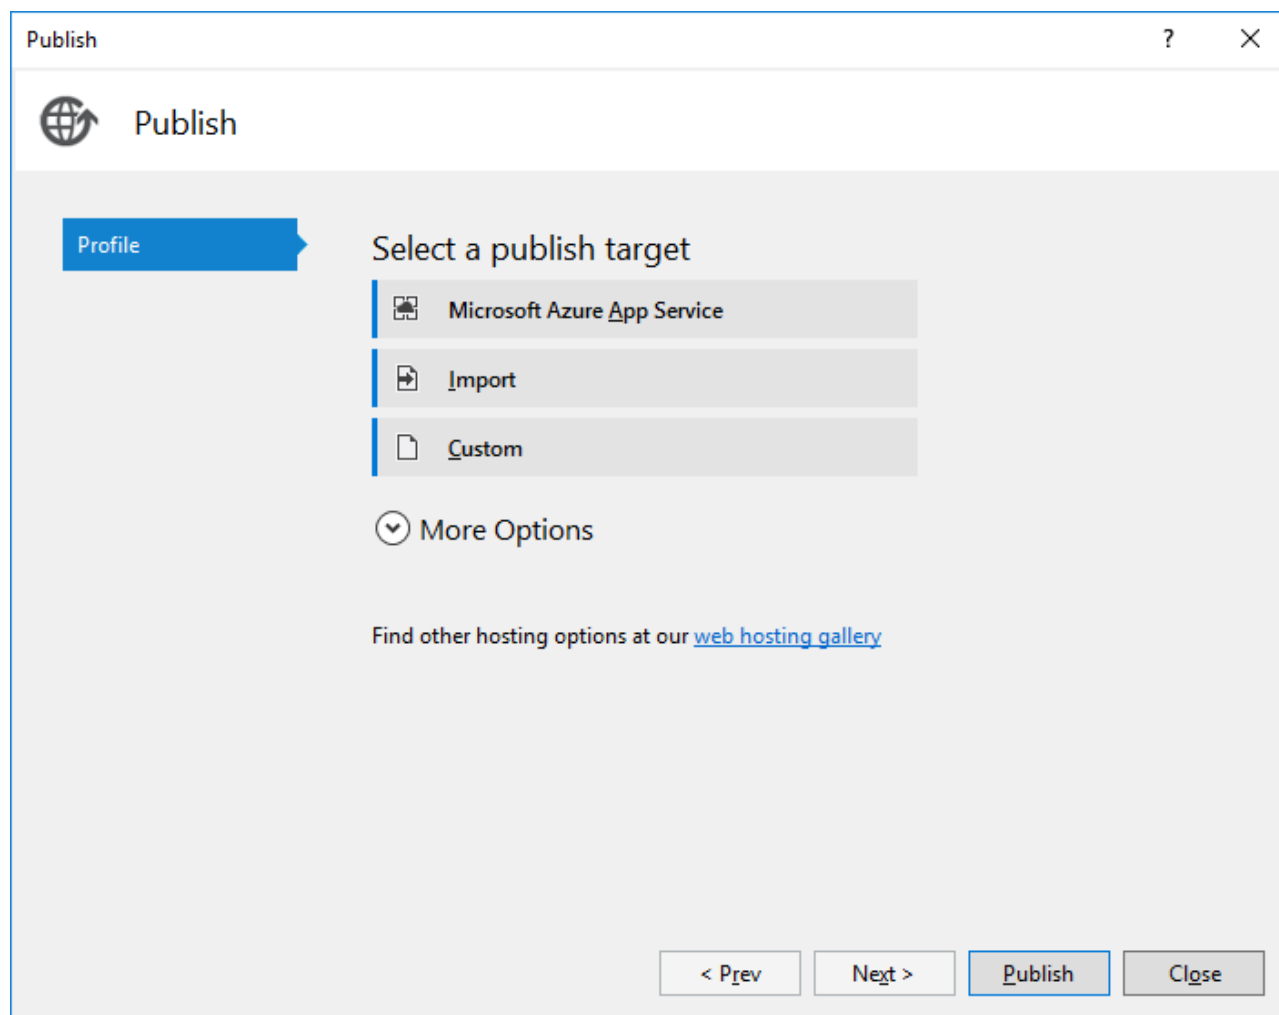 Publish
?
Publish
Profile
Select a publish target
Microsoft Azure App Service
Import
Custom
More Options
Find other hosting options at our web hosting gallery
< Prev
Next >
Publish
Close